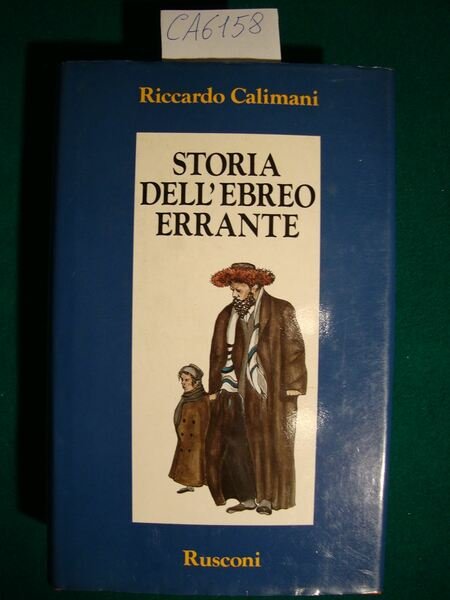 CA6158
Riccardo Calimani
STORIA
DELL'EBREO
ERRANTE
Rusconi